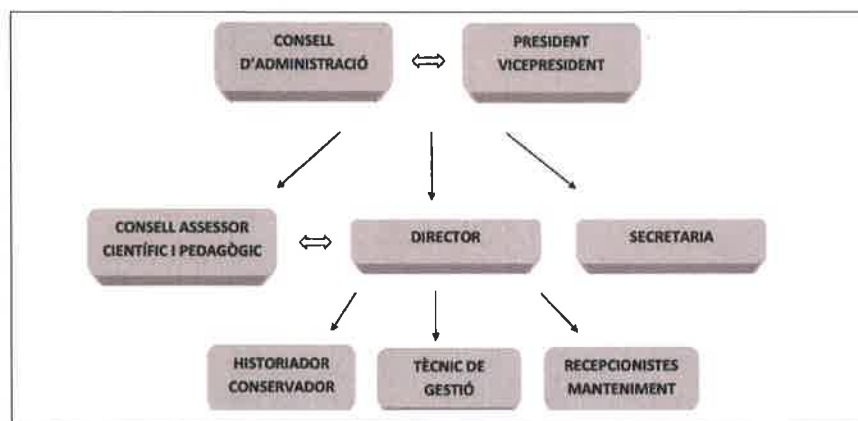 CONSELL
D'ADMINISTRACIÓ
PRESIDENT
VICEPRESIDENT
CONSELL ASSESSOR
CIENTÍFIC I PEDAGÒGIC
DIRECTOR
SECRETARIA
HISTORIADOR
CONSERVADOR
TÈCNIC DE
GESTIÓ
RECEPCIONISTES
MANTENIMENT